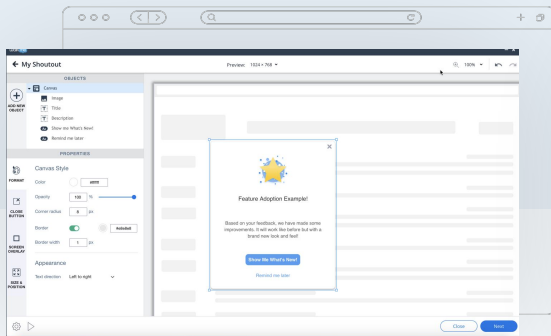 My Shoutout
Preview: 1024 × 768
100%
OBJECTS
ADD NEW
OBJECT
Canvas
Image
Title
Description
Show me What's New!
Remind me later
PROPERTIES
FORMAT
CLOSE
BUTTON
SCREEN
OVERLAY
SIZE &
POSITION
Canvas Style
Color
Opacity 100 %
Corner radius 8 px
Border
Border width 1 px
Appearance
Text direction Left to right
Feature Adoption Example!
Based on your feedback, we have made some
improvements. It will work like before but with a
brand new look and feel!
Show Me What's New!
Remind me later
Close
Next